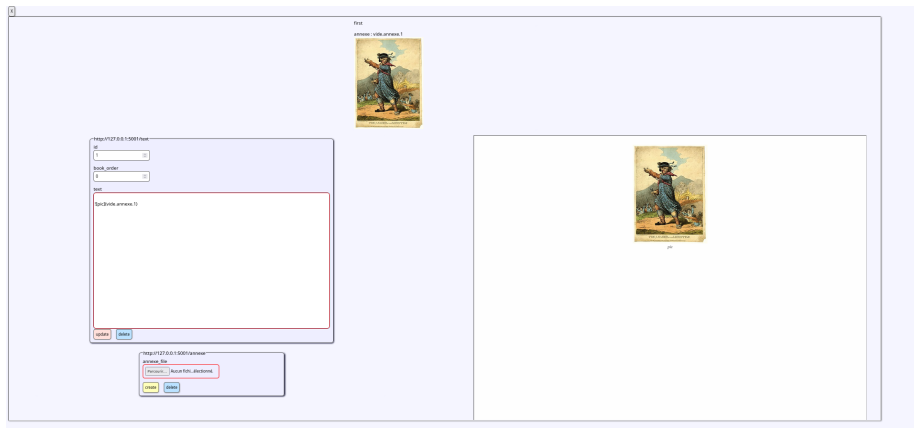 first
annexe : vide.annexe.1
http://127.0.0.1:5001/text
id
1
book_order
0
text
![pic](vide.annexe.1)
update
delete
http://127.0.0.1:5001/annexe
annexe_file
Parcourir... Aucun fichi...électionné.
create
delete
pic